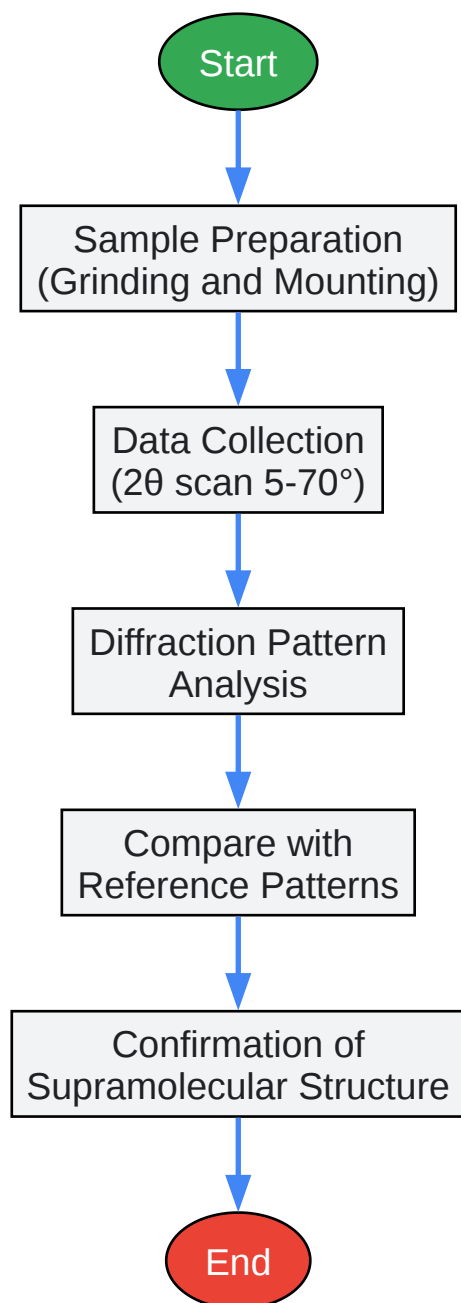 Start
Sample Preparation
(Grinding and Mounting)
Data Collection
(2θ scan 5-70°)
Diffraction Pattern
Analysis
Compare with
Reference Patterns
Confirmation of
Supramolecular Structure
End